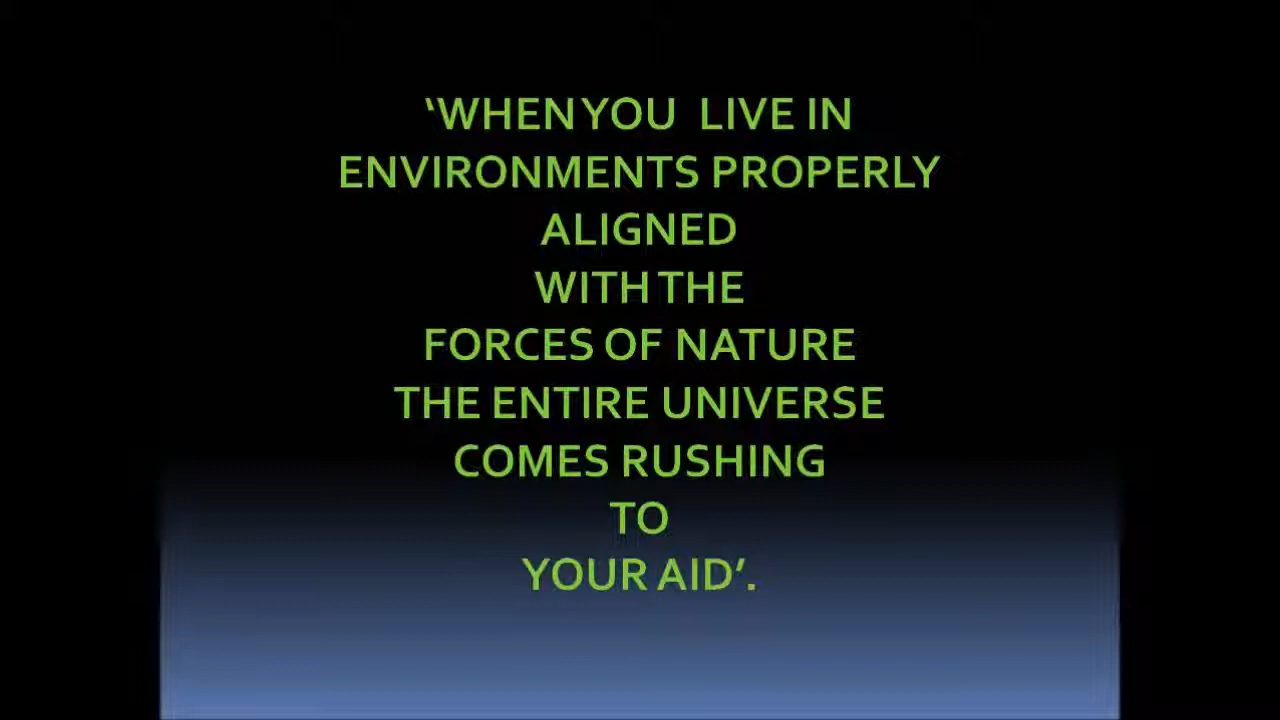 ‘WHEN YOU LIVE IN
ENVIRONMENTS PROPERLY
ALIGNED
WITH THE
FORCES OF NATURE
THE ENTIRE UNIVERSE
COMES RUSHING
TO
YOUR AID’.